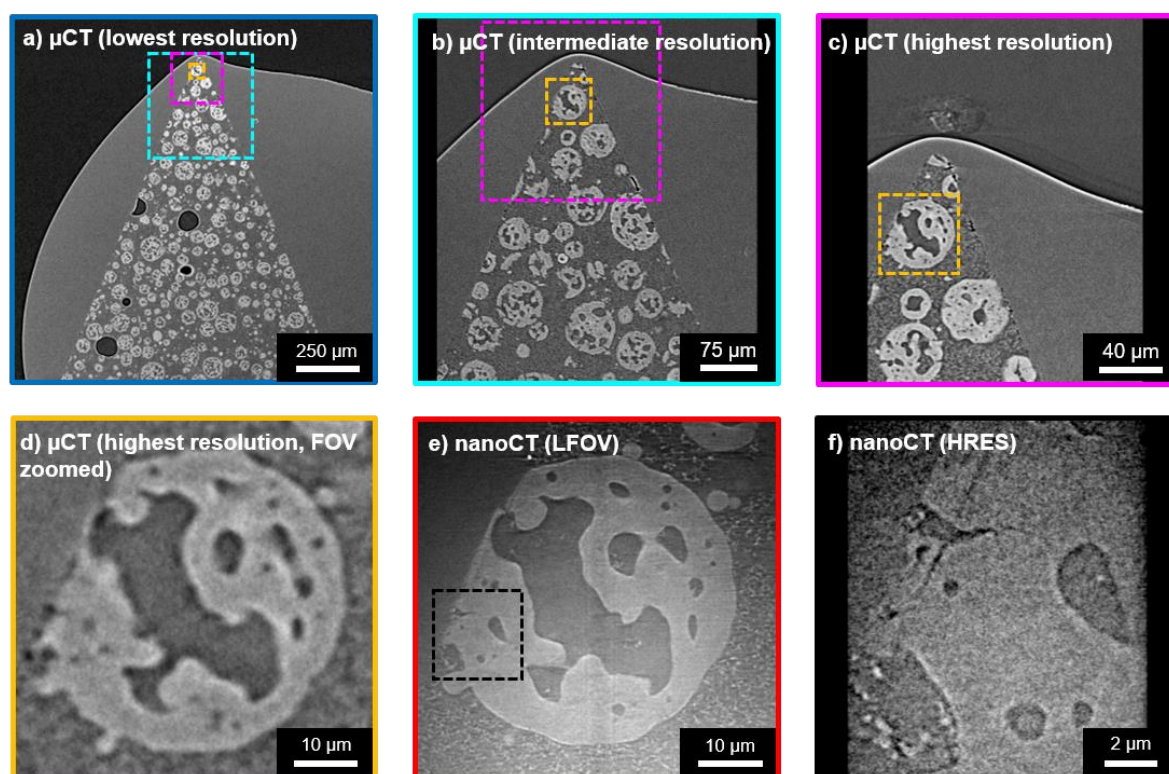 a) µCT (lowest resolution)
250 µm
b) µCT (intermediate resolution)
75 µm
c) µCT (highest resolution)
40 µm
d) µCT (highest resolution, FOV
zoomed)
10 µm
e) nanoCT (LFOV)
10 µm
f) nanoCT (HRES)
2 µm